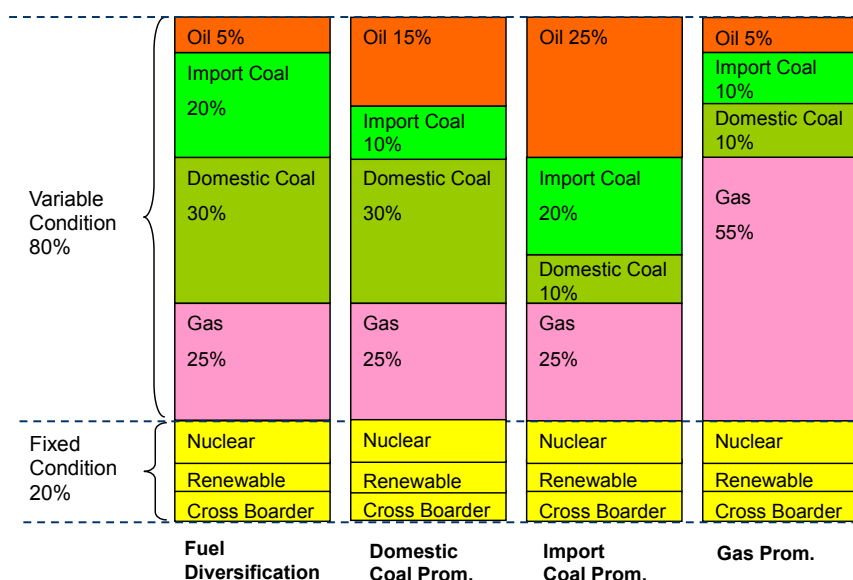 Variable
Condition
80%
Fixed
Condition
20%
Oil 5%
Import Coal
20%
Domestic Coal
30%
Gas
25%
Nuclear
Renewable
Cross Boarder
Fuel
Diversification
Oil 15%
Import Coal
10%
Domestic Coal
30%
Gas
25%
Nuclear
Renewable
Cross Boarder
Domestic
Coal Prom.
Oil 25%
Import Coal
20%
Domestic Coal
10%
Gas
25%
Nuclear
Renewable
Cross Boarder
Import
Coal Prom.
Oil 5%
Import Coal
10%
Domestic Coal
10%
Gas
55%
Nuclear
Renewable
Cross Boarder
Gas Prom.